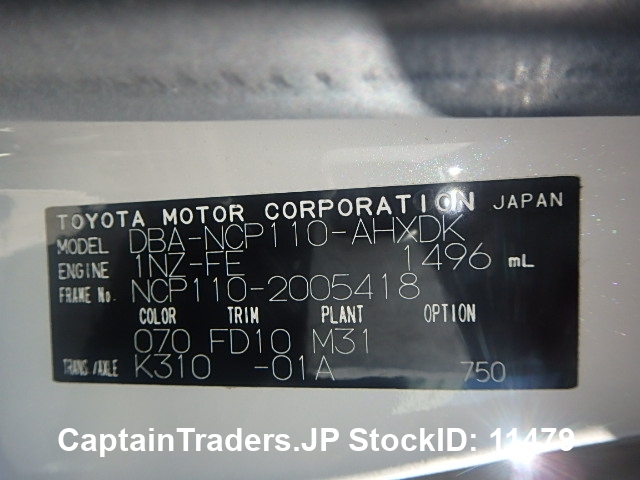 TOYOTA MOTOR CORPORATION JAPAN
MODEL DBA-NCP110-AHXDK
ENGINE 1NZ-FE 1496 mL
FRAME No. NCP110-2005418
COLOR TRIM PLANT OPTION
070 FD10 M31
TRANS/AXLE K310 -01A 750
CaptainTraders.JP StockID: 11479